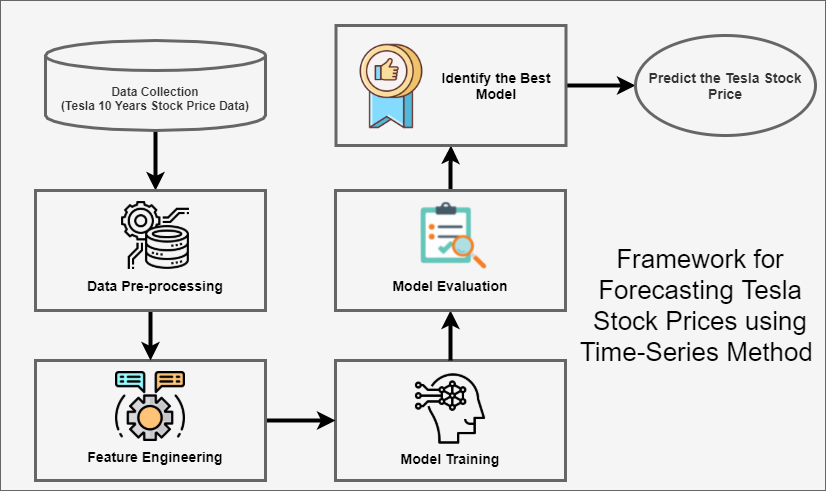 Data Collection
(Tesla 10 Years Stock Price Data)
Data Pre-processing
Feature Engineering
Model Training
Model Evaluation
Identify the Best
Model
Predict the Tesla Stock
Price
Framework for
Forecasting Tesla
Stock Prices using
Time-Series Method